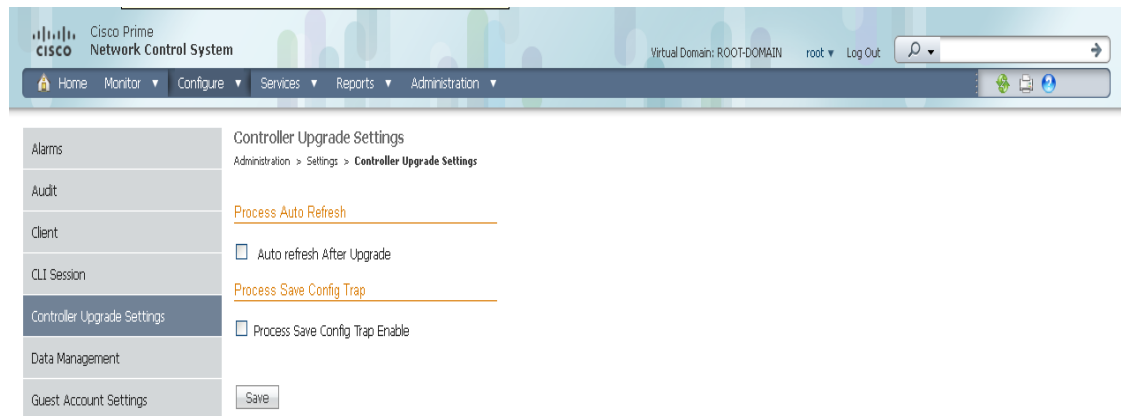 Cisco Prime
CISCO Network Control System
Virtual Domain: ROOT-DOMAIN root Log Out
Home Monitor Configure Services Reports Administration
Alarms
Audit
Client
CLI Session
Controller Upgrade Settings
Data Management
Guest Account Settings
Controller Upgrade Settings
Administration > Settings > Controller Upgrade Settings
Process Auto Refresh
Auto refresh After Upgrade
Process Save Config Trap
Process Save Config Trap Enable
Save